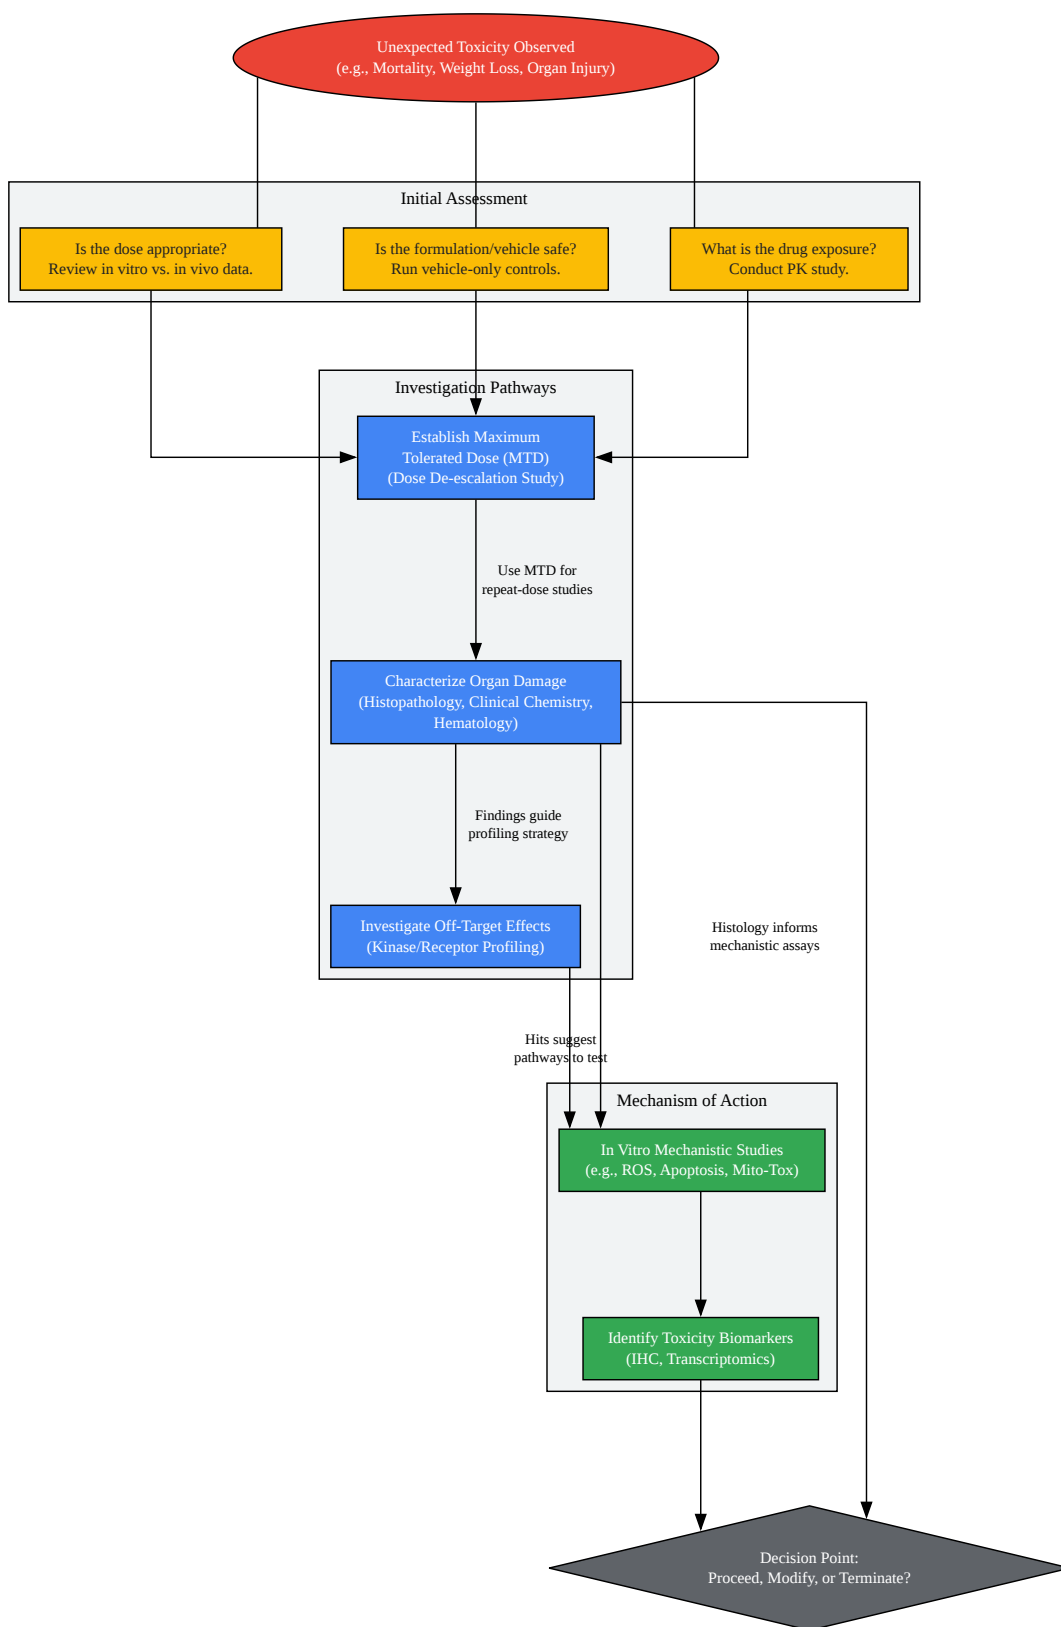 Unexpected Toxicity Observed
(e.g., Mortality, Weight Loss, Organ Injury)
Initial Assessment
Is the dose appropriate?
Review in vitro vs. in vivo data.
Is the formulation/vehicle safe?
Run vehicle-only controls.
What is the drug exposure?
Conduct PK study.
Investigation Pathways
Establish Maximum
Tolerated Dose (MTD)
(Dose De-escalation Study)
Use MTD for
repeat-dose studies
Characterize Organ Damage
(Histopathology, Clinical Chemistry,
Hematology)
Findings guide
profiling strategy
Investigate Off-Target Effects
(Kinase/Receptor Profiling)
Histology informs
mechanistic assays
Hits suggest
pathways to test
Mechanism of Action
In Vitro Mechanistic Studies
(e.g., ROS, Apoptosis, Mito-Tox)
Identify Toxicity Biomarkers
(IHC, Transcriptomics)
Decision Point:
Proceed, Modify, or Terminate?